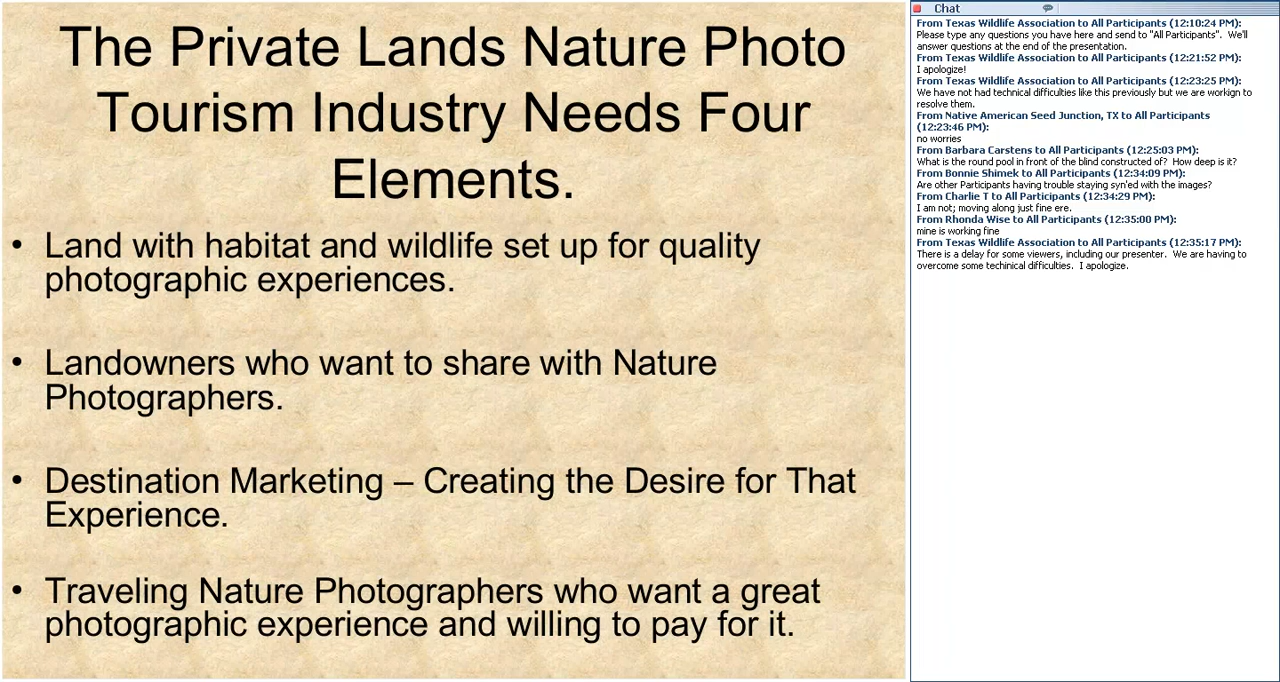 The Private Lands Nature Photo
Tourism Industry Needs Four
Elements.
• Land with habitat and wildlife set up for quality
photographic experiences.
• Landowners who want to share with Nature
Photographers.
• Destination Marketing – Creating the Desire for That
Experience.
• Traveling Nature Photographers who want a great
photographic experience and willing to pay for it.
Chat
From Texas Wildlife Association to All Participants (12:10:24 PM):
Please type any questions you have here and send to "All Participants". We'll
answer questions at the end of the presentation.
From Texas Wildlife Association to All Participants (12:21:52 PM):
I apologize!
From Texas Wildlife Association to All Participants (12:23:25 PM):
We have not had technical difficulties like this previously but we are workign to
resolve them.
From Native American Seed Junction, TX to All Participants
(12:23:46 PM):
no worries
From Barbara Carstens to All Participants (12:25:03 PM):
What is the round pool in front of the blind constructed of? How deep is it?
From Bonnie Shimek to All Participants (12:34:09 PM):
Are other Participants having trouble staying syn'ed with the images?
From Charlie T to All Participants (12:34:29 PM):
I am not; moving along just fine ere.
From Rhonda Wise to All Participants (12:35:00 PM):
mine is working fine
From Texas Wildlife Association to All Participants (12:35:17 PM):
There is a delay for some viewers, including our presenter. We are having to
overcome some techinical difficulties. I apologize.